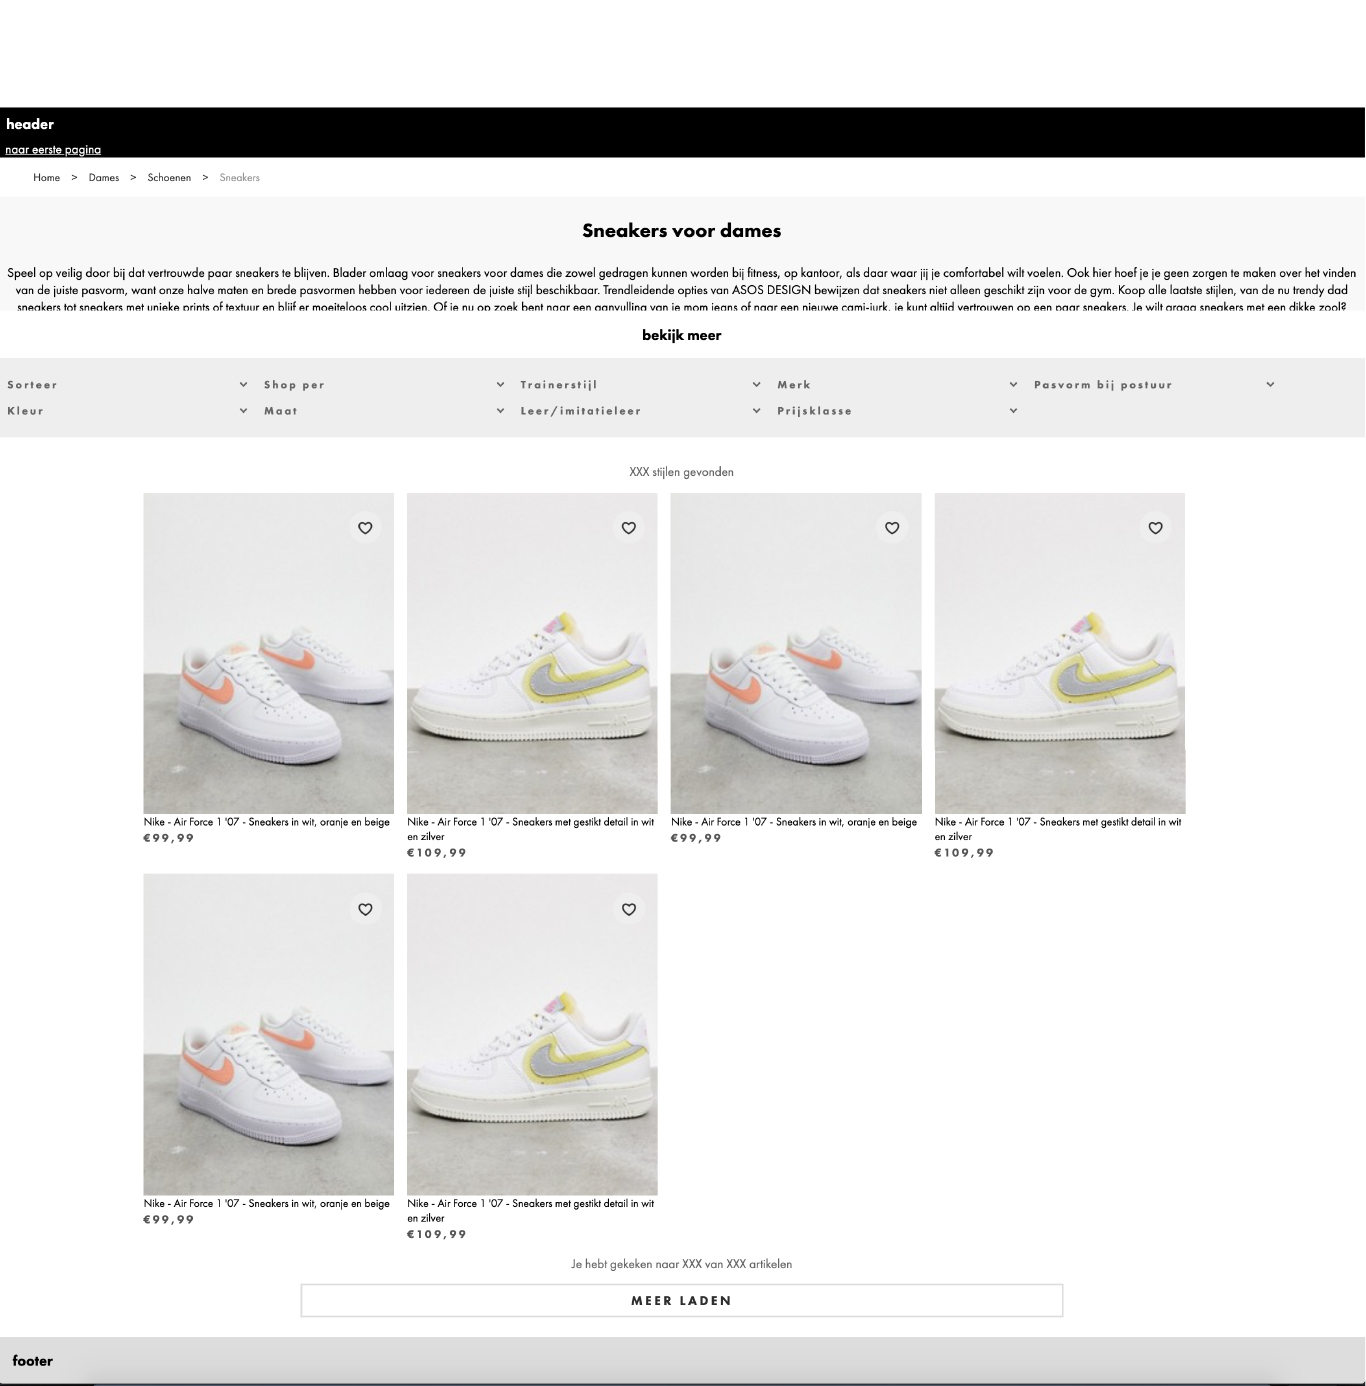 header
naar eerste pagina
Home > Dames > Schoenen > Sneakers
Sneakers voor dames
Speel op veilig door bij dat vertrouwde paar sneakers te blijven. Blader omlaag voor sneakers voor dames die zowel gedragen kunnen worden bij fitness, op kantoor, als daar waar jij je comfortabel wilt voelen. Ook hier hoef je je geen zorgen te maken over het vinden
van de juiste pasvorm, want onze halve maten en brede pasvormen hebben voor iedereen de juiste stijl beschikbaar. Trendleidende opties van ASOS DESIGN bewijzen dat sneakers niet alleen geschikt zijn voor de gym. Koop alle laatste stijlen, van de nu trendy dad
sneakers tot sneakers met unieke prints of textuur en blijf er moeiteloos cool uitzien. Of je nu op zoek bent naar een aanvulling van je mom jeans of naar een nieuwe cami-jurk, je kunt altijd vertrouwen op een paar sneakers. Je wilt graag sneakers met een dikke zool?
bekijk meer
Sorteer Shop per Trainerstijl Merk Pasvorm bij postuur
Kleur Maat Leer/imitatieleer Prijsklasse
XXX stijlen gevonden
Nike - Air Force 1 '07 - Sneakers in wit, oranje en beige
€99,99
Nike - Air Force 1 '07 - Sneakers met gestikt detail in wit
en zilver
€109,99
Nike - Air Force 1 '07 - Sneakers in wit, oranje en beige
€99,99
Nike - Air Force 1 '07 - Sneakers met gestikt detail in wit
en zilver
€109,99
Nike - Air Force 1 '07 - Sneakers in wit, oranje en beige
€99,99
Nike - Air Force 1 '07 - Sneakers met gestikt detail in wit
en zilver
€109,99
Je hebt gekeken naar XXX van XXX artikelen
MEER LADEN
footer